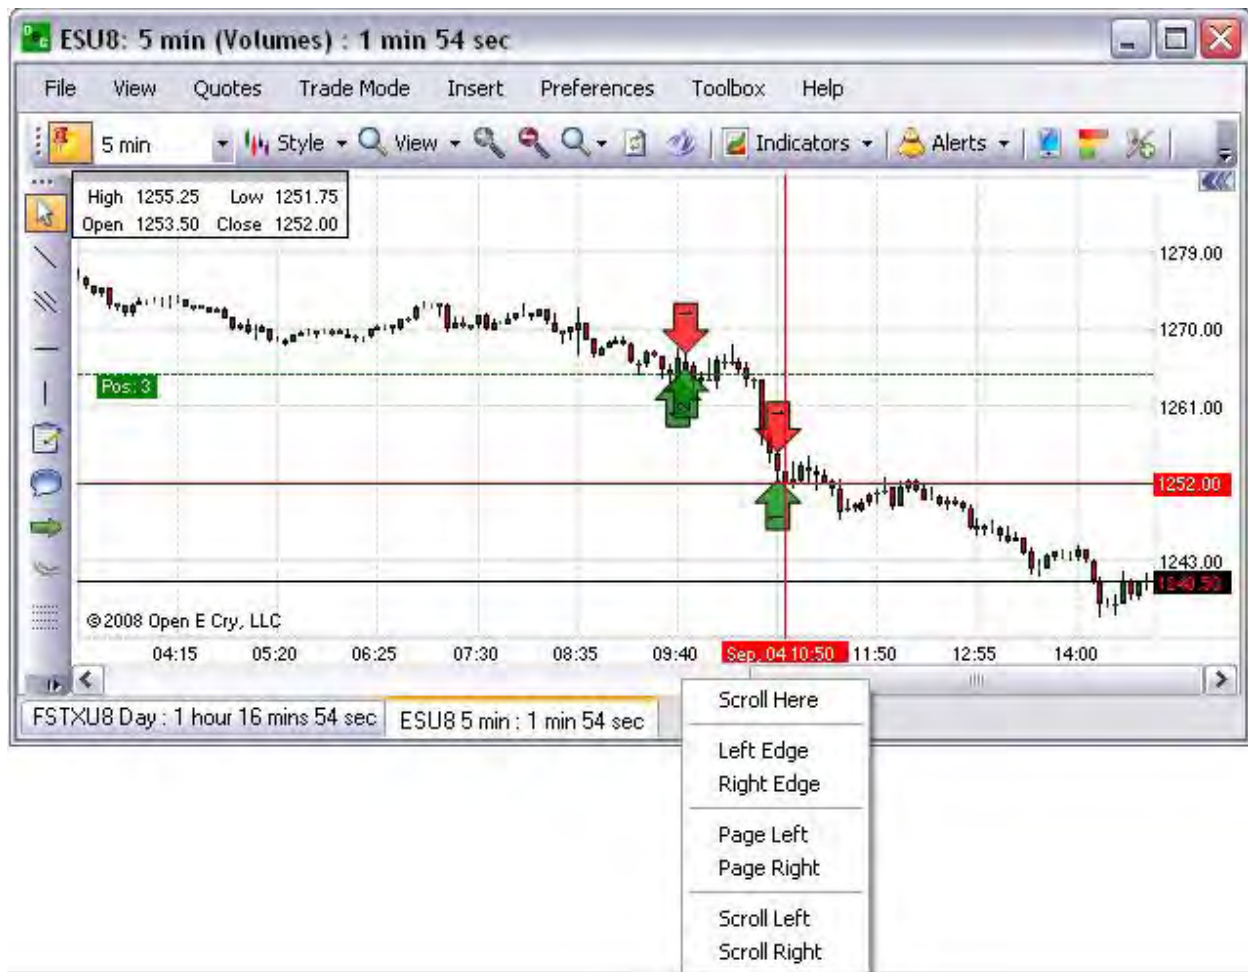 ESU8: 5 min (Volumes) : 1 min 54 sec
File View Quotes Trade Mode Insert Preferences Toolbox Help
5 min Style View Indicators Alerts
High 1255.25 Low 1251.75
Open 1253.50 Close 1252.00
1279.00
1270.00
Pos: 3
1261.00
1252.00
1243.00
1240.50
©2008 Open E Cry, LLC
04:15 05:20 06:25 07:30 08:35 09:40 Sep, 04 10:50 11:50 12:55 14:00
FSTXU8 Day : 1 hour 16 mins 54 sec ESU8 5 min : 1 min 54 sec
Scroll Here
Left Edge
Right Edge
Page Left
Page Right
Scroll Left
Scroll Right